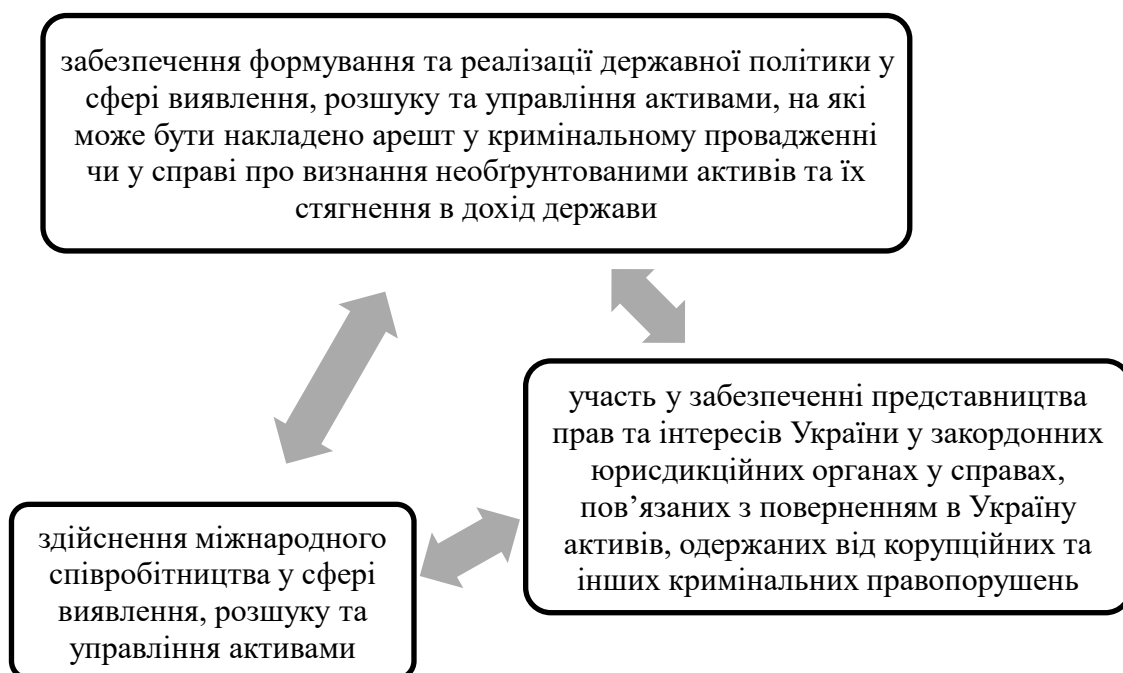 забезпечення формування та реалізації державної політики у
сфері виявлення, розшуку та управління активами, на які
може бути накладено арешт у кримінальному провадженні
чи у справі про визнання необґрунтованими активів та їх
стягнення в дохід держави
участь у забезпеченні представництва
прав та інтересів України у закордонних
юрисдикційних органах у справах,
пов’язаних з поверненням в Україну
активів, одержаних від корупційних та
інших кримінальних правопорушень
здійснення міжнародного
співробітництва у сфері
виявлення, розшуку та
управління активами